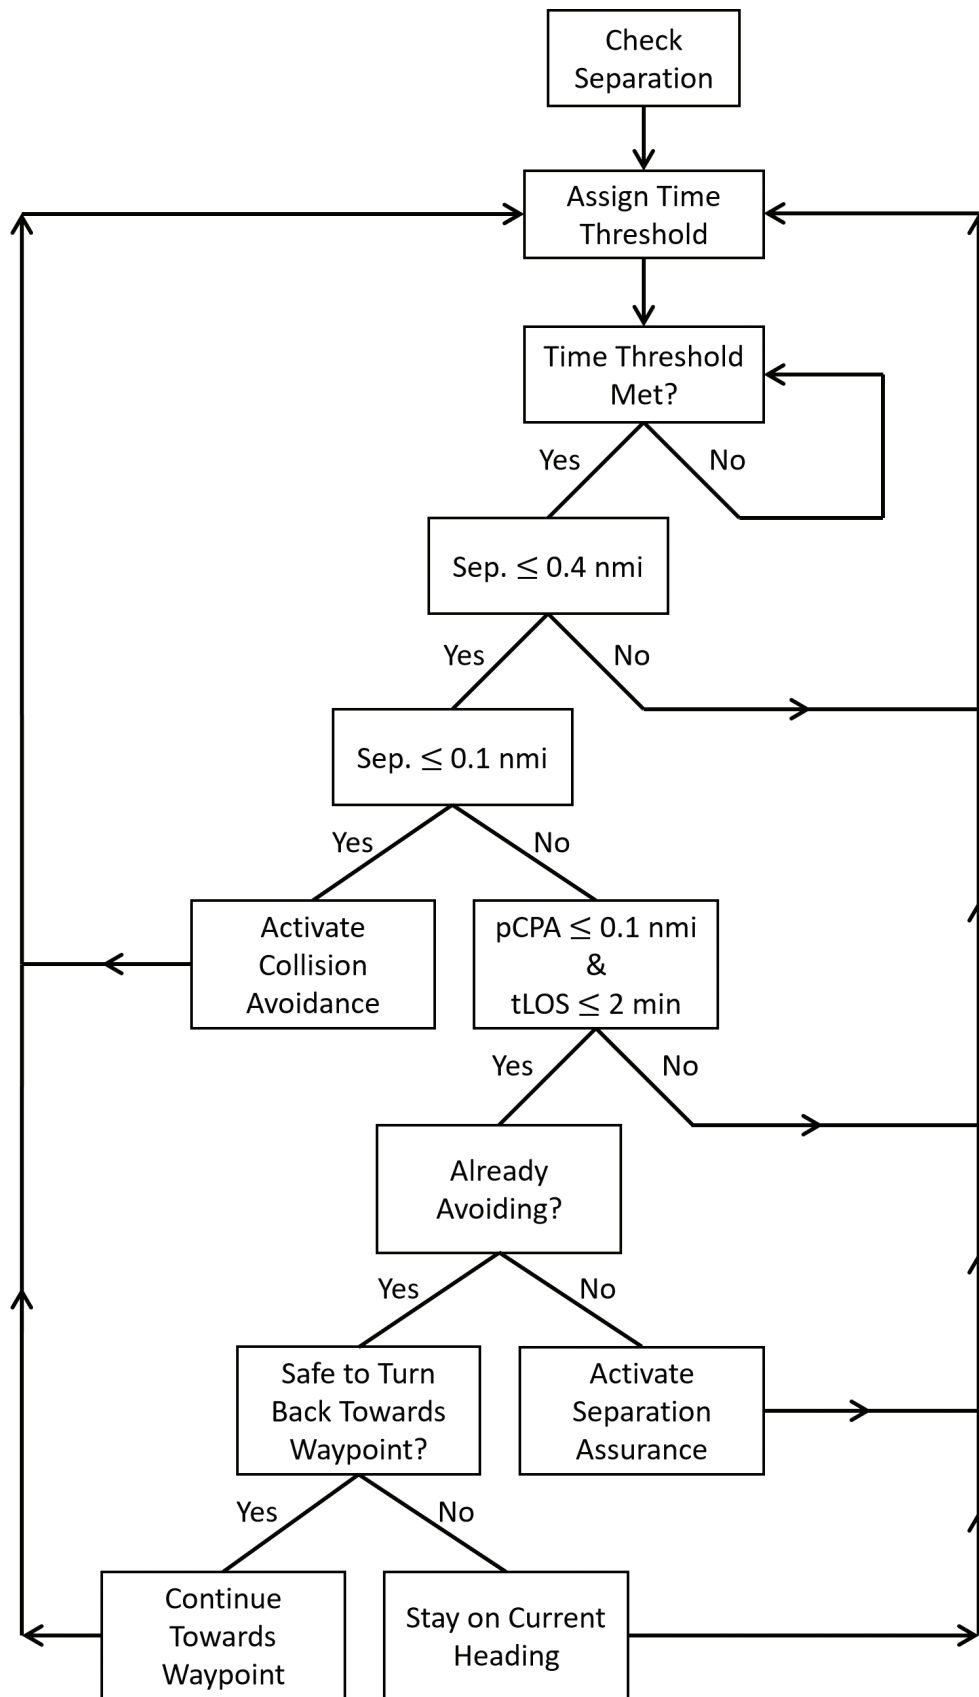 Check
Separation
Assign Time
Threshold
Time Threshold
Met?
Yes
No
Sep. ≤ 0.4 nmi
Yes
No
Sep. ≤ 0.1 nmi
Yes
No
Activate
Collision
Avoidance
pCPA ≤ 0.1 nmi
&
tLOS ≤ 2 min
Yes
No
Already
Avoiding?
Yes
No
Safe to Turn
Back Towards
Waypoint?
Activate
Separation
Assurance
Yes
No
Continue
Towards
Waypoint
Stay on Current
Heading